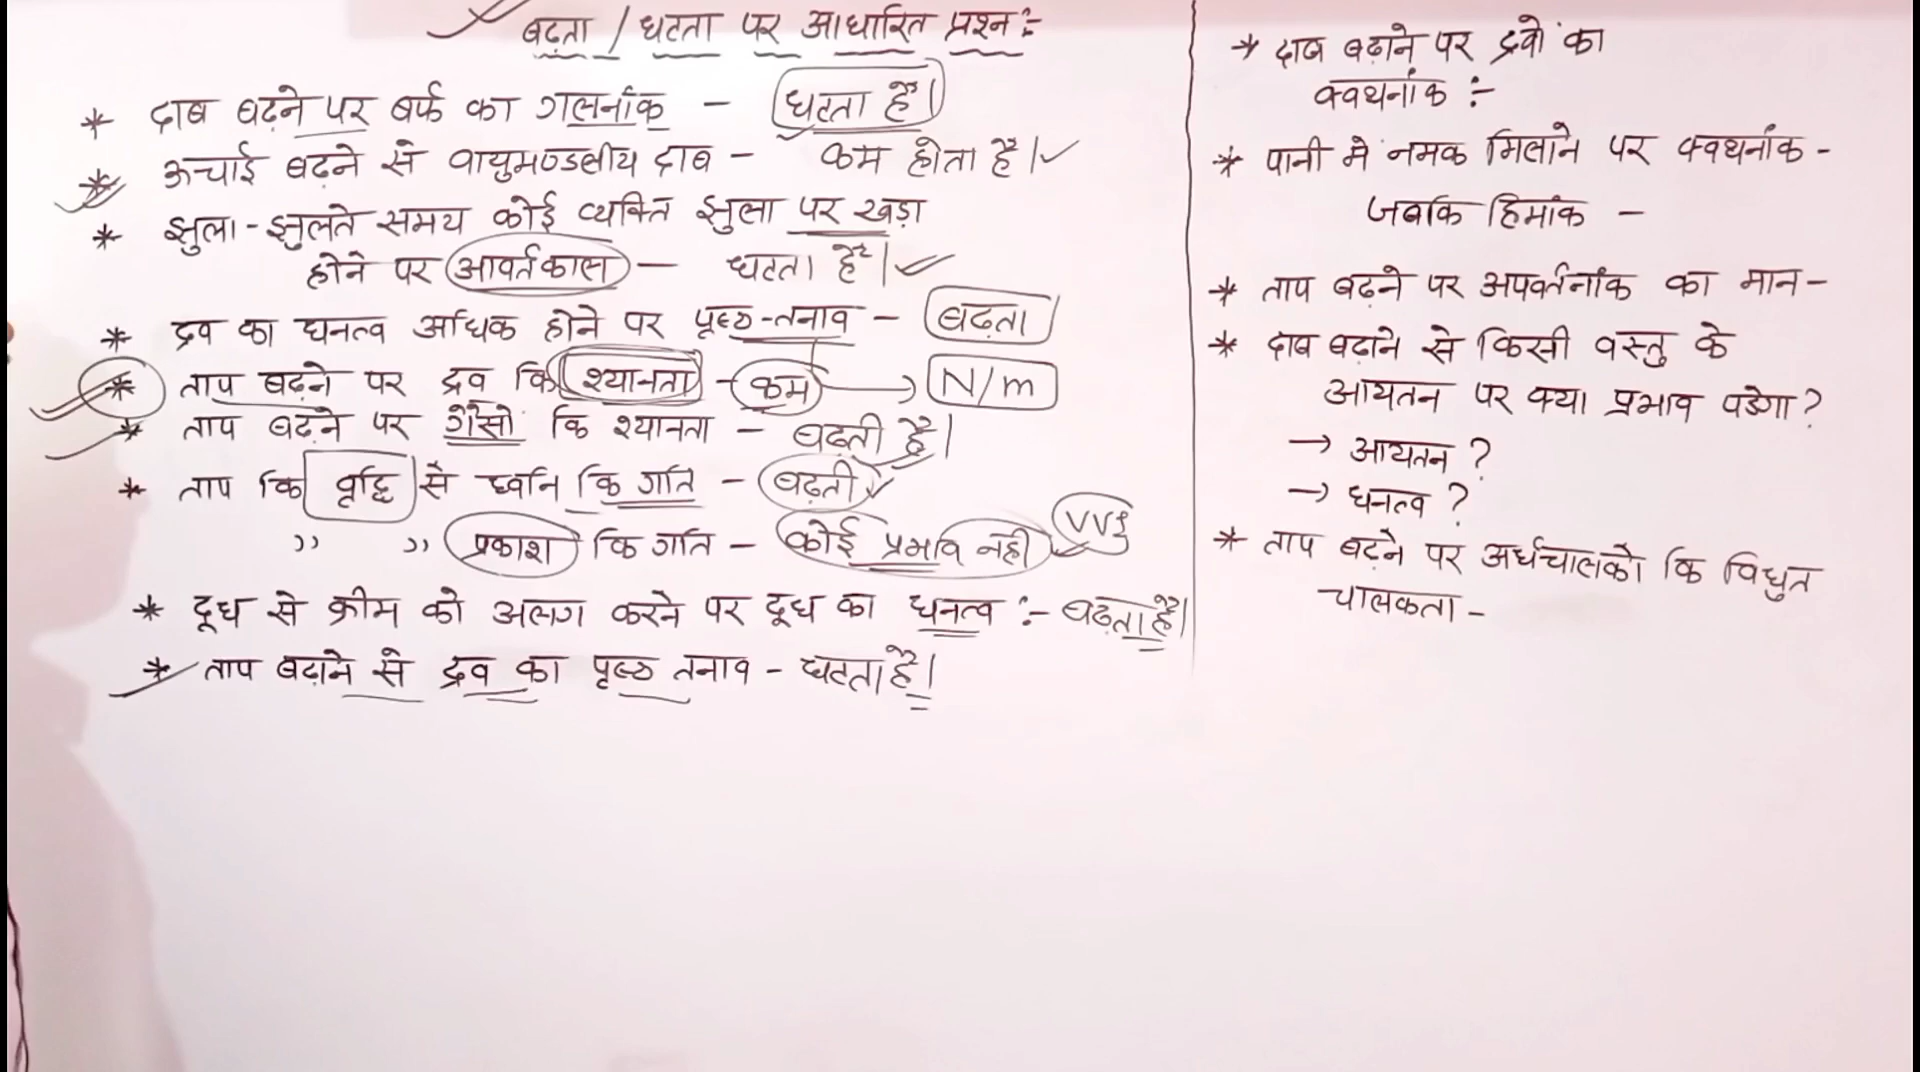 बढ़ता / घटता पर आधारित प्रश्न :-
* दाब बढ़ने पर बर्फ का गलनांक - घटता है।
* ऊचाई बढ़ने से वायुमण्डलीय दाब - कम होता है।
* झुला-झुलते समय कोई व्यक्ति झुला पर खड़ा
होने पर आवर्तकाल - घटता है।
* द्रव का घनत्व अधिक होने पर पृष्ठ-तनाव - बढ़ता
* ताप बढ़ने पर द्रव कि श्यानता - कम → N/m
* ताप बढ़ने पर गैसो कि श्यानता - बढ़ती है।
* ताप कि वृद्धि से ध्वनि कि गति - बढ़ती
,, ,, प्रकाश कि गति - कोई प्रभाव नही
* दूध से क्रीम को अलग करने पर दूध का घनत्व :- बढ़ता है।
* ताप बढ़ाने से द्रव का पृष्ठ तनाव - घटता है।
* दाब बढ़ाने पर द्रवों का
क्वथनांक :-
* पानी मे नमक मिलाने पर क्वथनांक -
जबकि हिमांक -
* ताप बढ़ने पर अपवर्तनांक का मान -
* दाब बढ़ाने से किसी वस्तु के
आयतन पर क्या प्रभाव पडेगा ?
→ आयतन ?
→ घनत्व ?
* ताप बढ़ने पर अर्धचालको कि विधुत
चालकता -